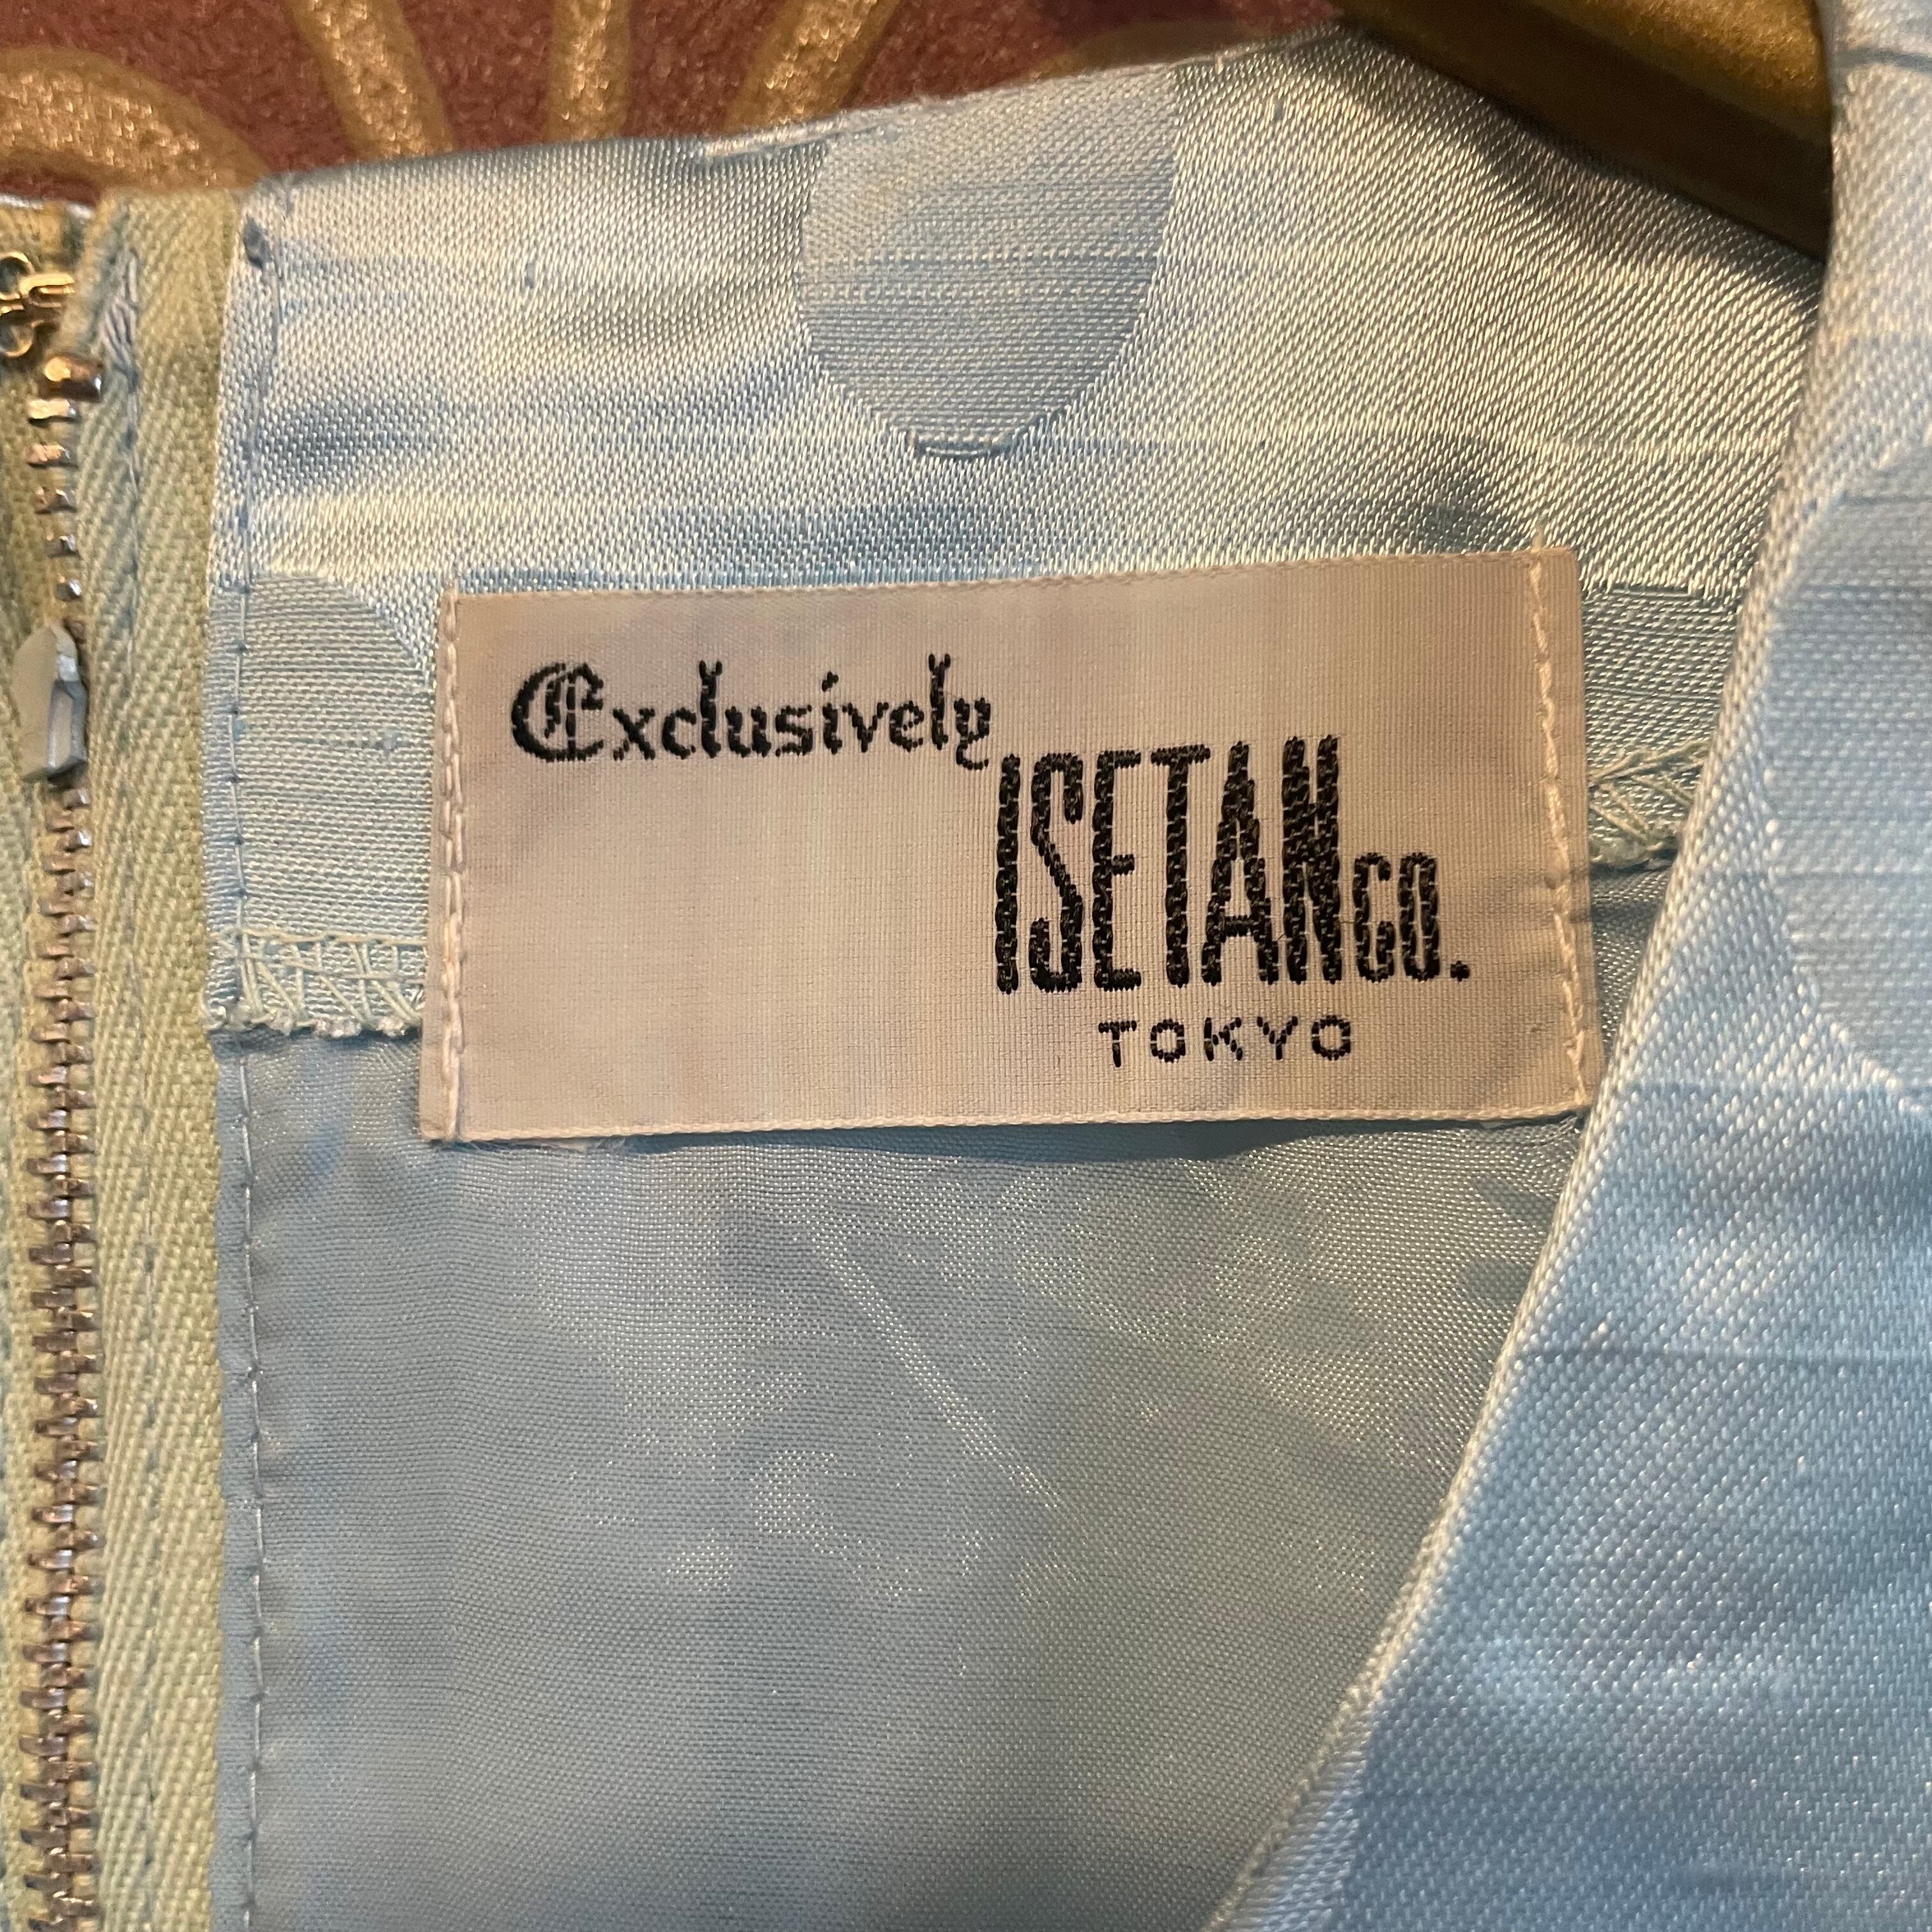 Exclusively
ISETAN CO.
TOKYO